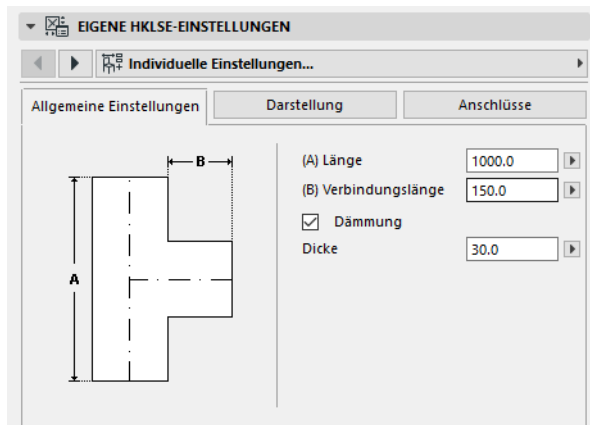 EIGENE HKLSE-EINSTELLUNGEN
Individuelle Einstellungen...
Allgemeine Einstellungen Darstellung Anschlüsse
B
A
(A) Länge 1000.0
(B) Verbindungslänge 150.0
Dämmung
Dicke 30.0